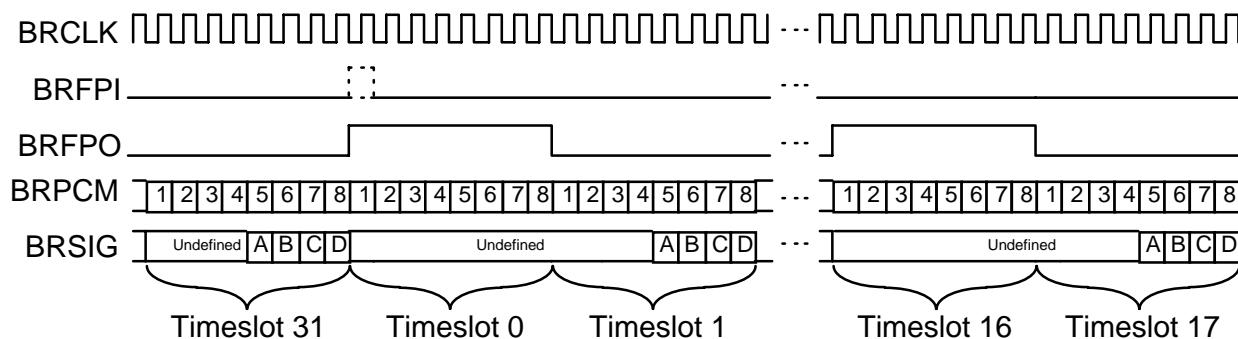 BRCLK ...
BRFPI ...
BRFPO ...
BRPCM 1 2 3 4 5 6 7 8 1 2 3 4 5 6 7 8 1 2 3 4 5 6 7 8 ... 1 2 3 4 5 6 7 8 1 2 3 4 5 6 7 8
BRSIG Undefined A B C D Undefined A B C D ... Undefined A B C D
Timeslot 31 Timeslot 0 Timeslot 1 Timeslot 16 Timeslot 17